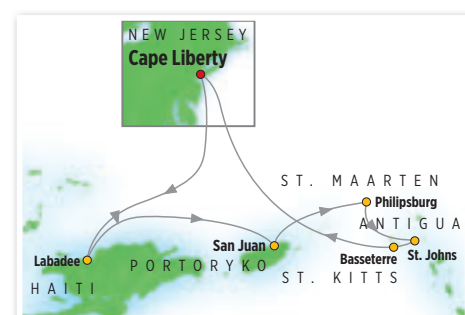 NEW JERSEY
Cape Liberty
ST. MAARTEN
Philipsburg
ANTIGUA
San Juan
St. Johns
Basseterre
Labadee
PORTORYKO
ST. KITTS
HAITI